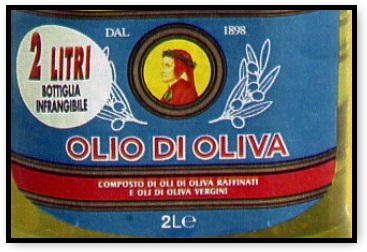 DAL 1898
2 LITRI
BOTTIGLIA
INFRANGIBILE
OLIO DI OLIVA
COMPOSTO DI OLI DI OLIVA RAFFINATI
E OLI DI OLIVA VERGINI
2L℮